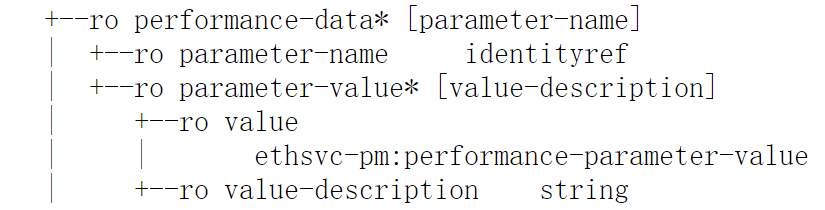 +--ro performance-data* [parameter-name]
|  +--ro parameter-name     identityref
|  +--ro parameter-value* [value-description]
|     +--ro value
|     |       ethsvc-pm:performance-parameter-value
|     +--ro value-description    string